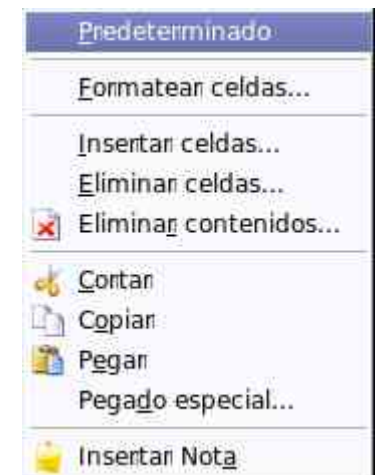 Predeterminado
Formatear celdas...
Insertar celdas...
Eliminar celdas...
Eliminar contenidos...
Cortar
Copiar
Pegar
Pegado especial...
Insertar Nota